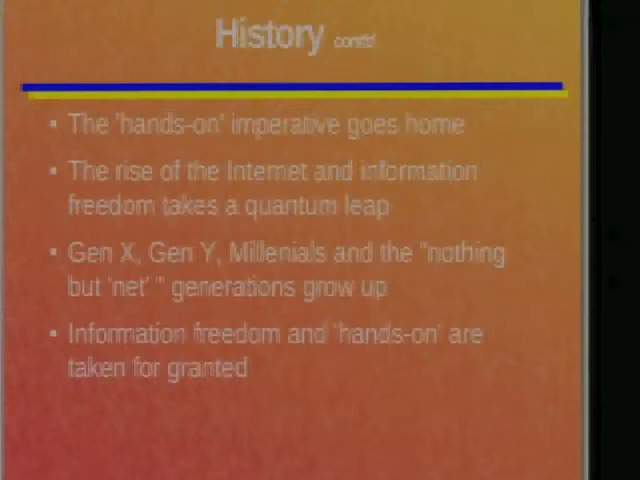 History cont'd
▪ The 'hands-on' imperative goes home
▪ The rise of the Internet and information
freedom takes a quantum leap
▪ Gen X, Gen Y, Millenials and the "nothing
but 'net' " generations grow up
▪ Information freedom and 'hands-on' are
taken for granted